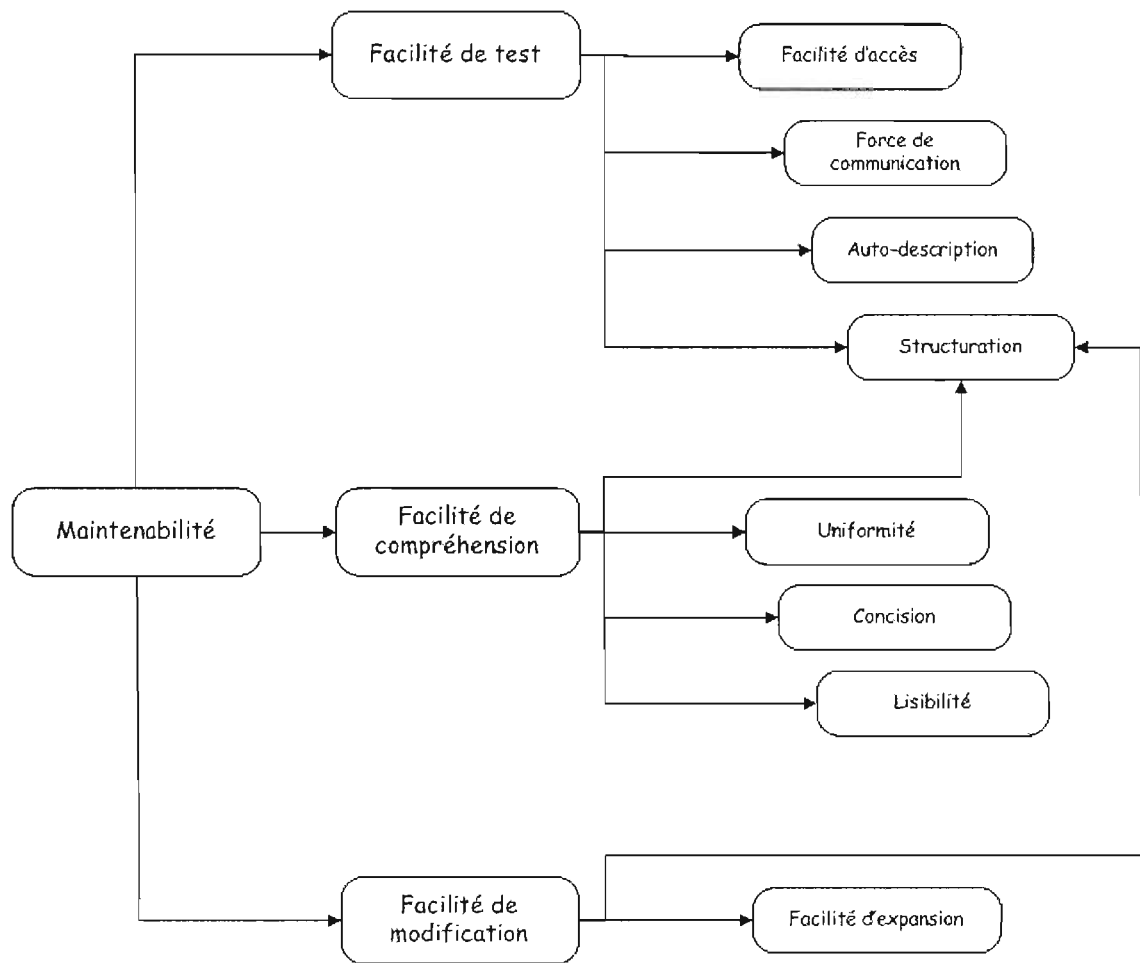 Facilité de test
Facilité d'accès
Force de
communication
Auto-description
Structuration
Maintenabilité
Facilité de
compréhension
Uniformité
Concision
Lisibilité
Facilité de
modification
Facilité d'expansion